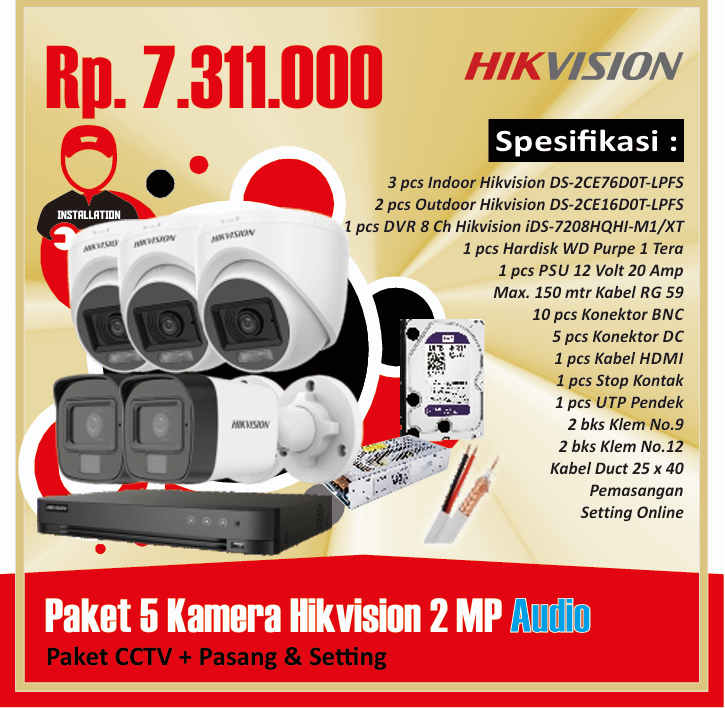 Rp. 7.311.000
HIKVISION
Spesifikasi :
3 pcs Indoor Hikvision DS-2CE76D0T-LPFS
2 pcs Outdoor Hikvision DS-2CE16D0T-LPFS
1 pcs DVR 8 Ch Hikvision iDS-7208HQHI-M1/XT
1 pcs Hardisk WD Purpe 1 Tera
1 pcs PSU 12 Volt 20 Amp
Max. 150 mtr Kabel RG 59
10 pcs Konektor BNC
5 pcs Konektor DC
1 pcs Kabel HDMI
1 pcs Stop Kontak
1 pcs UTP Pendek
2 bks Klem No.9
2 bks Klem No.12
Kabel Duct 25 x 40
Pemasangan
Setting Online
INSTALLATION
HIKVISION
HIKVISION
HIKVISION
HIKVISION
HIKVISION
Paket 5 Kamera Hikvision 2 MP Audio
Paket CCTV + Pasang & Setting